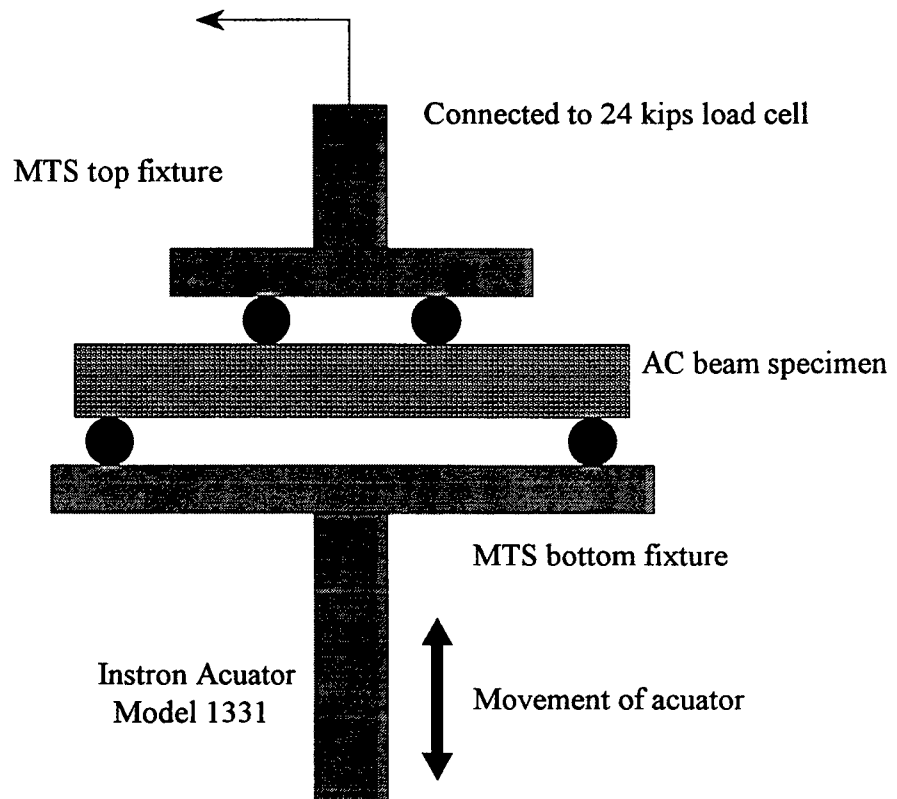 Connected to 24 kips load cell
MTS top fixture
AC beam specimen
MTS bottom fixture
Instron Acuator
Model 1331
Movement of acuator